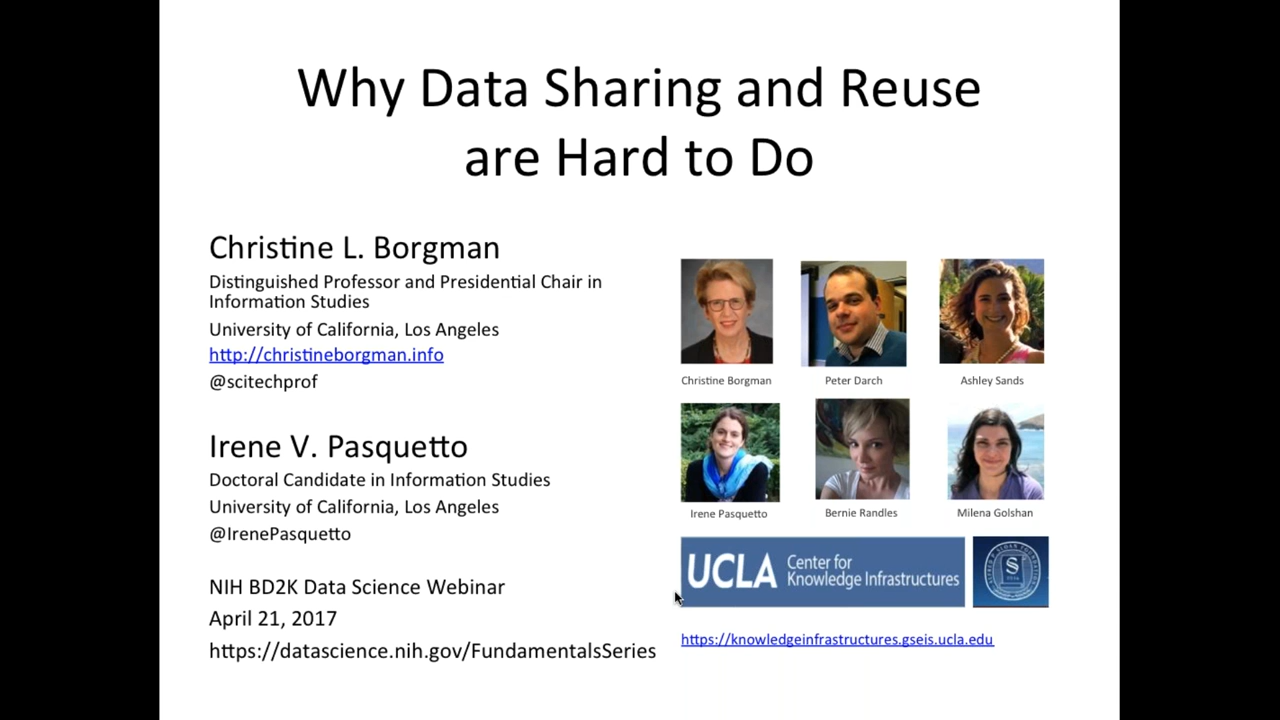 Why Data Sharing and Reuse
are Hard to Do
Christine L. Borgman
Distinguished Professor and Presidential Chair in
Information Studies
University of California, Los Angeles
http://christineborgman.info
@scitechprof
Irene V. Pasquetto
Doctoral Candidate in Information Studies
University of California, Los Angeles
@IrenePasquetto
NIH BD2K Data Science Webinar
April 21, 2017
https://datascience.nih.gov/FundamentalsSeries
Christine Borgman
Peter Darch
Ashley Sands
Irene Pasquetto
Bernie Randles
Milena Golshan
UCLA
Center for
Knowledge Infrastructures
https://knowledgeinfrastructures.gseis.ucla.edu